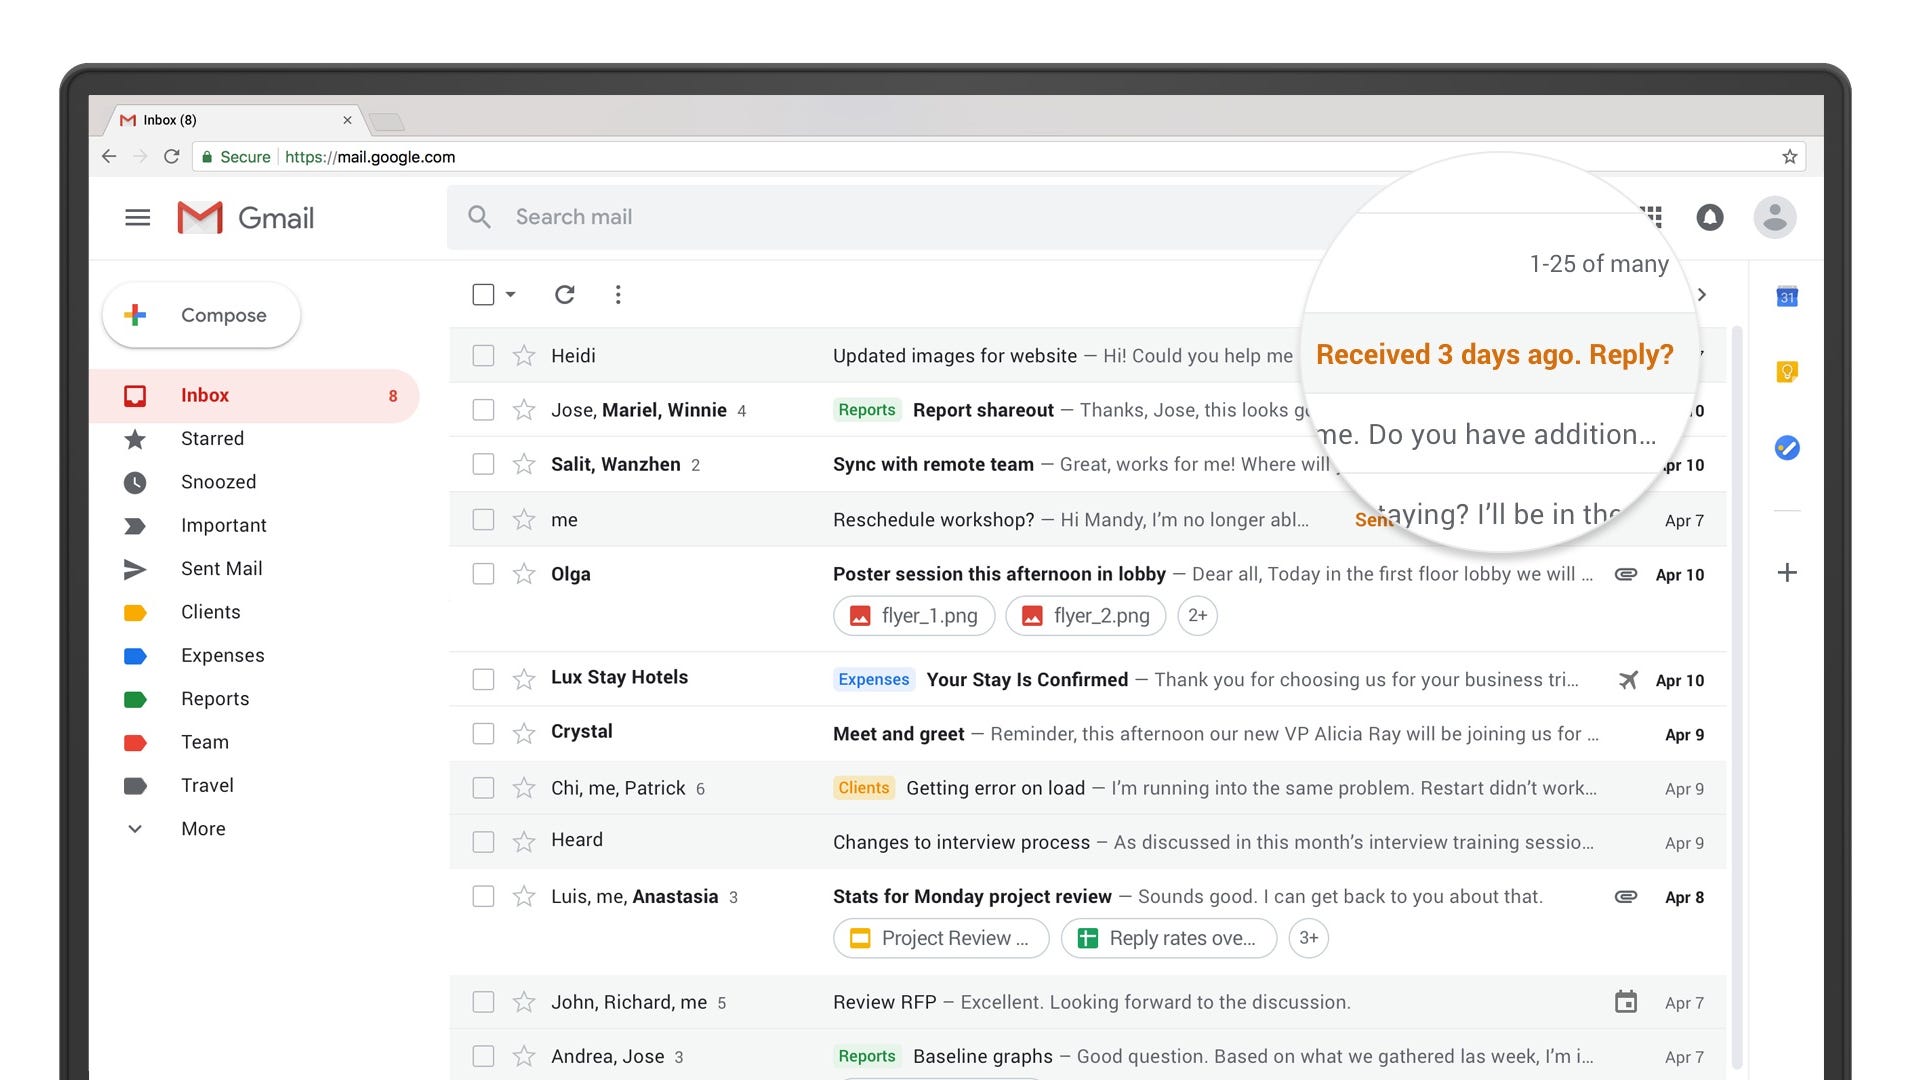 Inbox (8)
Secure https://mail.google.com
Gmail
Search mail
1-25 of many
Compose
Inbox 8
Starred
Snoozed
Important
Sent Mail
Clients
Expenses
Reports
Team
Travel
More
Heidi Updated images for website – Hi! Could you help me
Received 3 days ago. Reply?
Jose, Mariel, Winnie 4 Reports Report shareout – Thanks, Jose, this looks
me. Do you have addition...
Salit, Wanzhen 2 Sync with remote team – Great, works for me! Where will Apr 10
taying? I'll be in the
me Reschedule workshop? – Hi Mandy, I'm no longer abl... Sent Apr 7
Olga Poster session this afternoon in lobby – Dear all, Today in the first floor lobby we will ... Apr 10
flyer_1.png flyer_2.png 2+
Lux Stay Hotels Expenses Your Stay Is Confirmed – Thank you for choosing us for your business tri... Apr 10
Crystal Meet and greet – Reminder, this afternoon our new VP Alicia Ray will be joining us for ... Apr 9
Chi, me, Patrick 6 Clients Getting error on load – I'm running into the same problem. Restart didn't work... Apr 9
Heard Changes to interview process – As discussed in this month's interview training sessio... Apr 9
Luis, me, Anastasia 3 Stats for Monday project review – Sounds good. I can get back to you about that. Apr 8
Project Review ... Reply rates ove... 3+
John, Richard, me 5 Review RFP – Excellent. Looking forward to the discussion. Apr 7
Andrea, Jose 3 Reports Baseline graphs – Good question. Based on what we gathered las week, I'm i... Apr 7
31